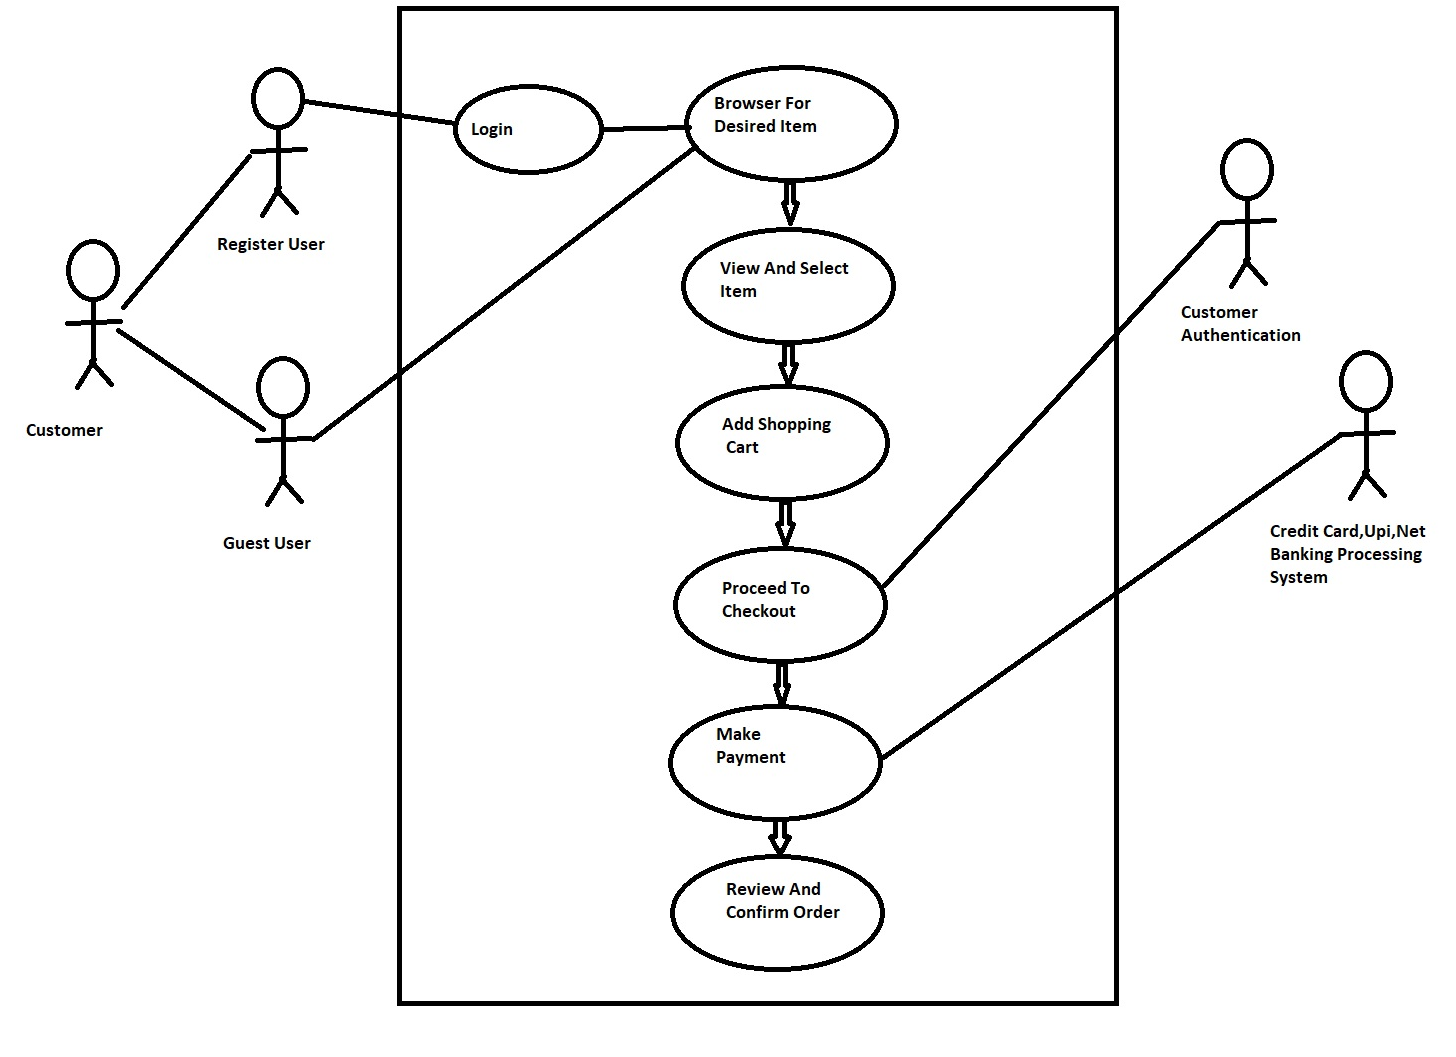 Browser For
Desired Item
Login
Register User
View And Select
Item
Customer
Authentication
Customer
Add Shopping
Cart
Guest User
Credit Card,Upi,Net
Banking Processing
System
Proceed To
Checkout
Make
Payment
Review And
Confirm Order